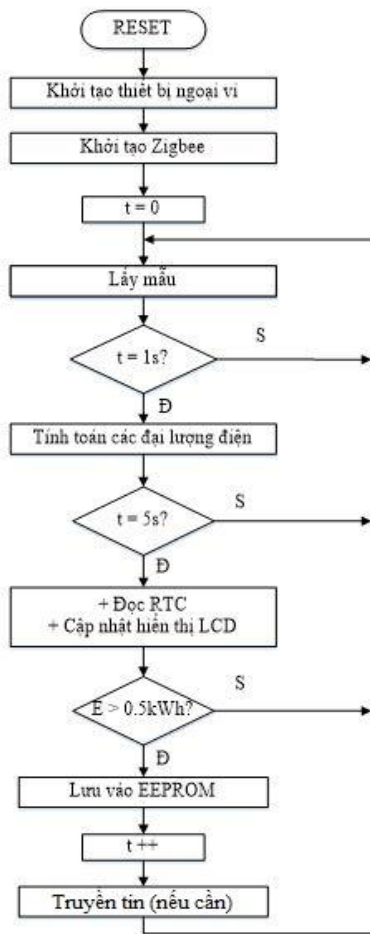 RESET
Khởi tạo thiết bị ngoại vi
Khởi tạo Zigbee
t = 0
Lấy mẫu
t = 1s?
S
Đ
Tính toán các đại lượng điện
t = 5s?
S
Đ
+ Đọc RTC
+ Cập nhật hiển thị LCD
E > 0.5kWh?
S
Đ
Lưu vào EEPROM
t ++
Truyền tin (nếu cần)